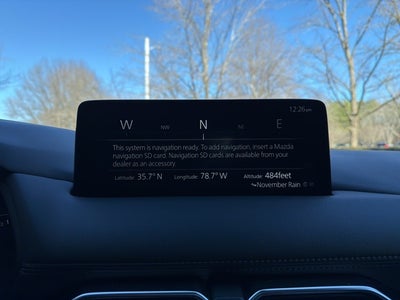 12:26pm
W NW N NE E
This system is navigation ready. To add navigation, insert a Mazda
navigation SD card. Navigation SD cards are available from your
dealer as an accessory.
Latitude: 35.7° N Longitude: 78.7° W Altitude: 484feet
November Rain